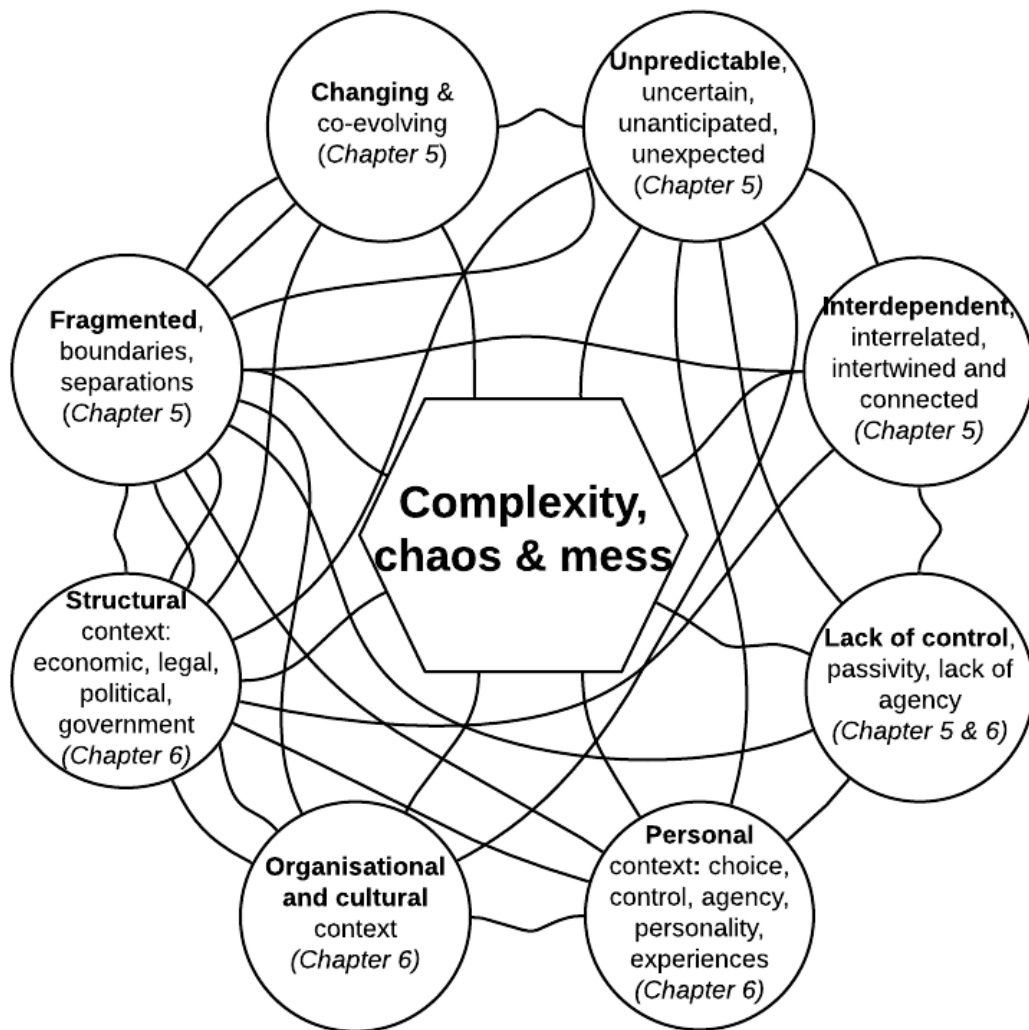 Changing &
co-evolving
(Chapter 5)
Unpredictable,
uncertain,
unanticipated,
unexpected
(Chapter 5)
Fragmented,
boundaries,
separations
(Chapter 5)
Interdependent,
interrelated,
intertwined and
connected
(Chapter 5)
Complexity,
chaos & mess
Structural
context:
economic, legal,
political,
government
(Chapter 6)
Lack of control,
passivity, lack of
agency
(Chapter 5 & 6)
Organisational
and cultural
context
(Chapter 6)
Personal
context: choice,
control, agency,
personality,
experiences
(Chapter 6)